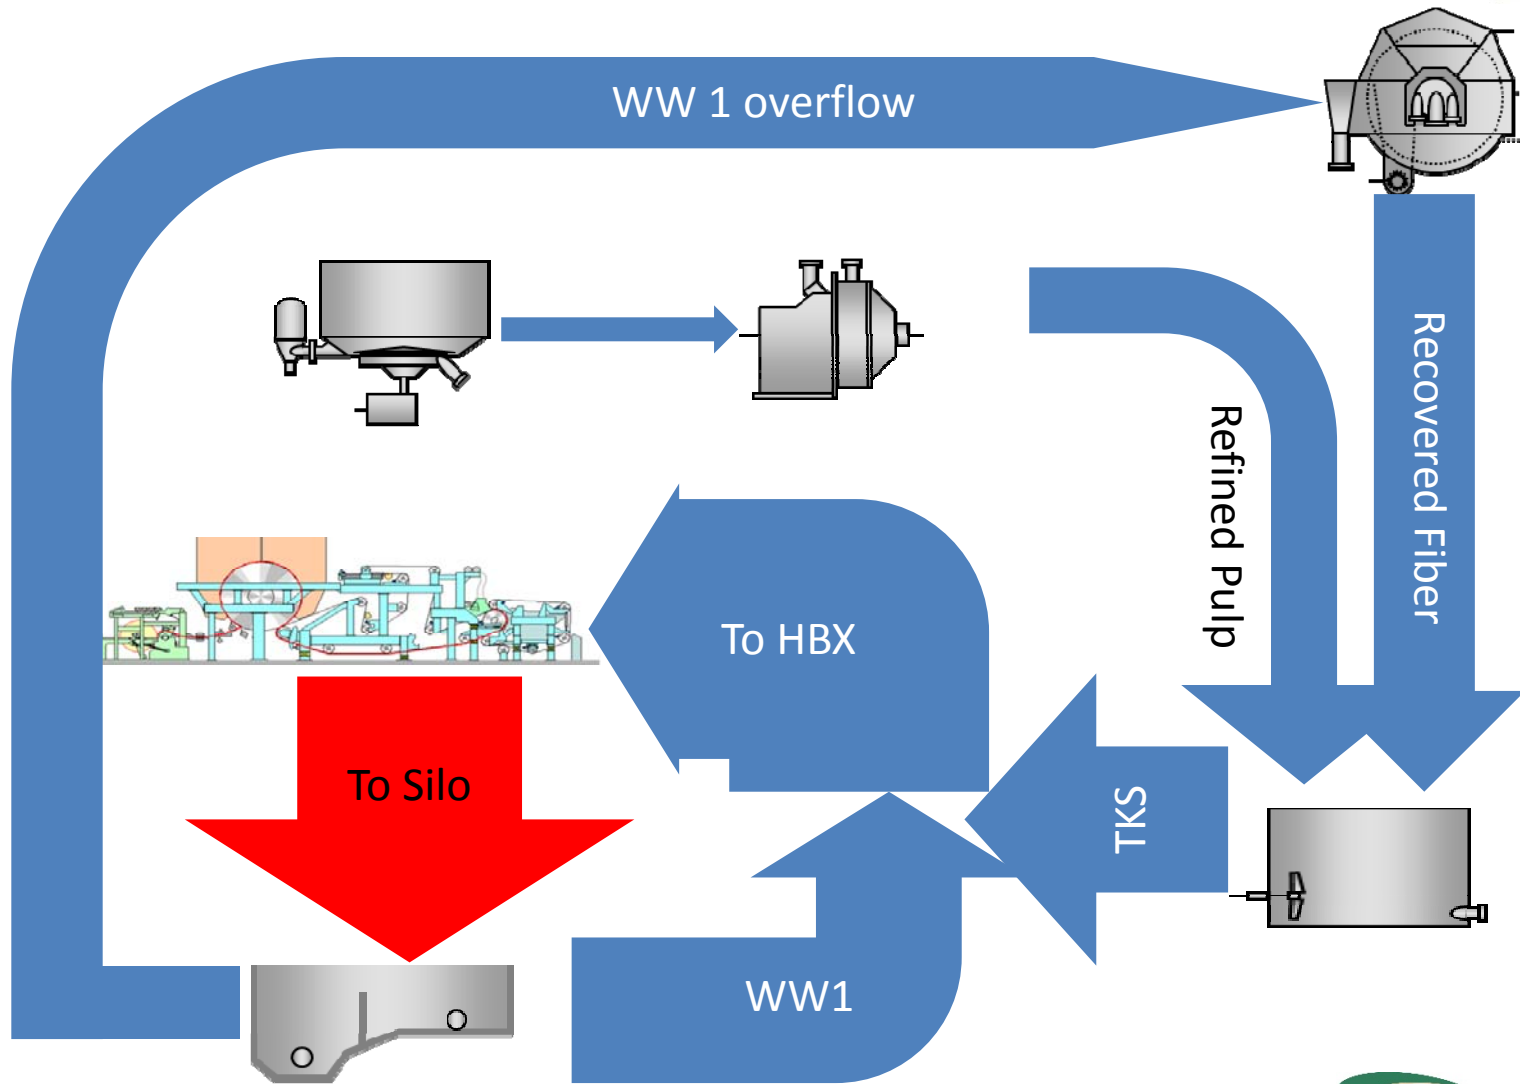 WW 1 overflow
Recovered Fiber
Refined Pulp
To HBX
To Silo
TKS
WW1